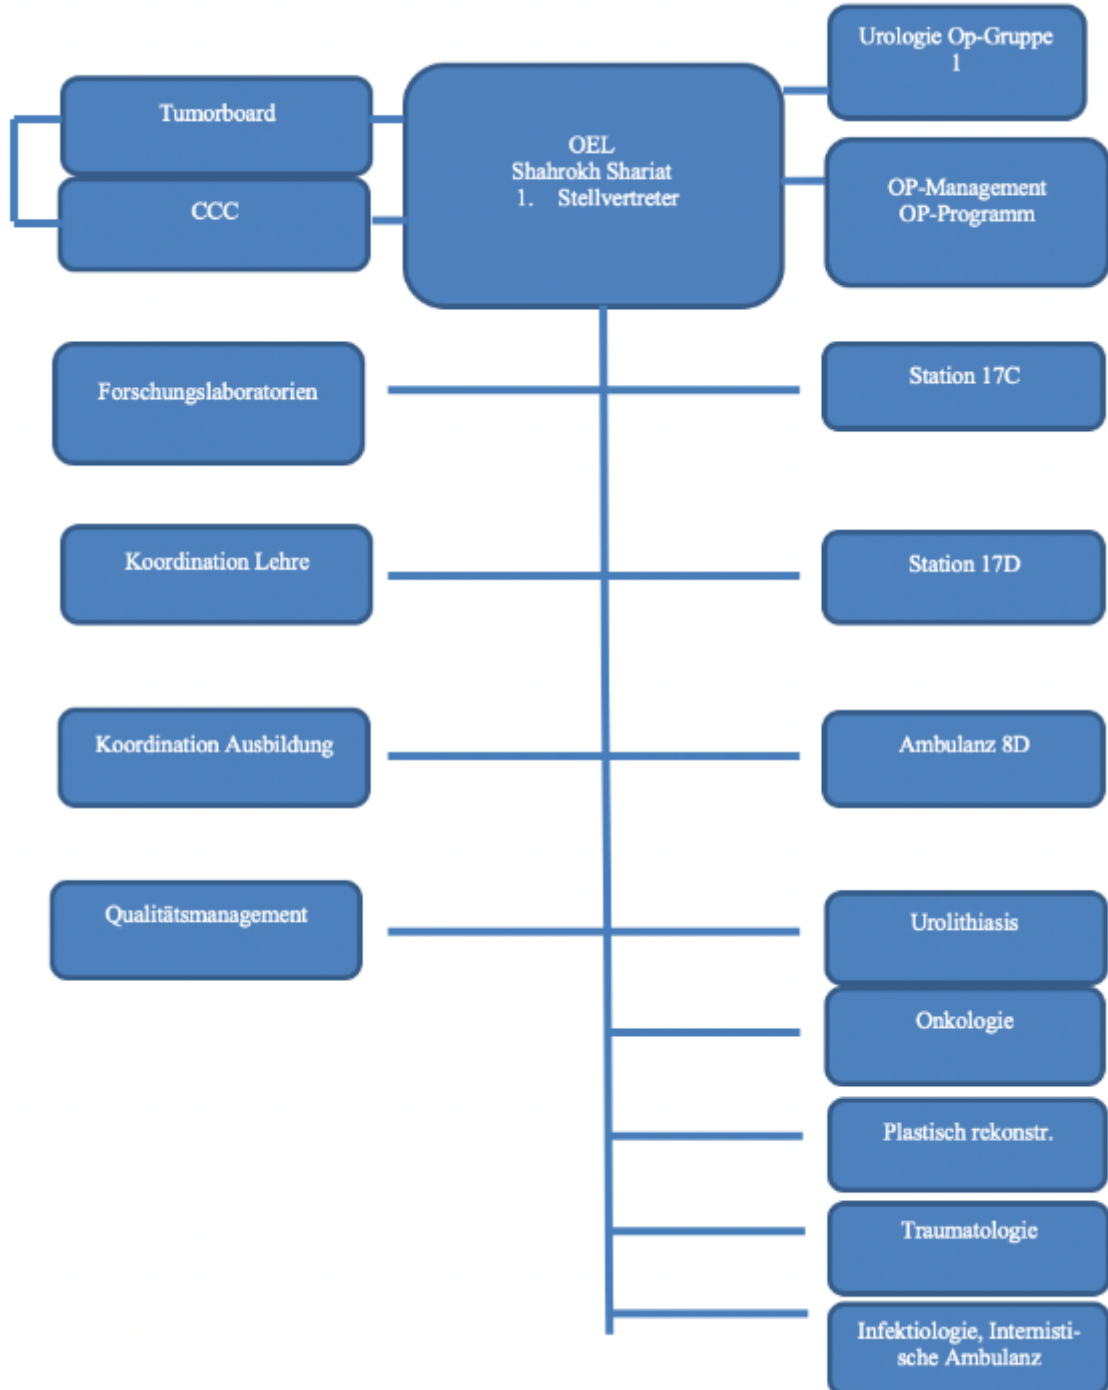 Urologie Op-Gruppe
1
Tumorboard
OEL
Shahrokh Shariat
1. Stellvertreter
OP-Management
OP-Programm
CCC
Forschungslaboratorien
Station 17C
Koordination Lehre
Station 17D
Koordination Ausbildung
Ambulanz 8D
Qualitätsmanagement
Urolithiasis
Onkologie
Plastisch rekonstr.
Traumatologie
Infektiologie, Internisti-
sche Ambulanz